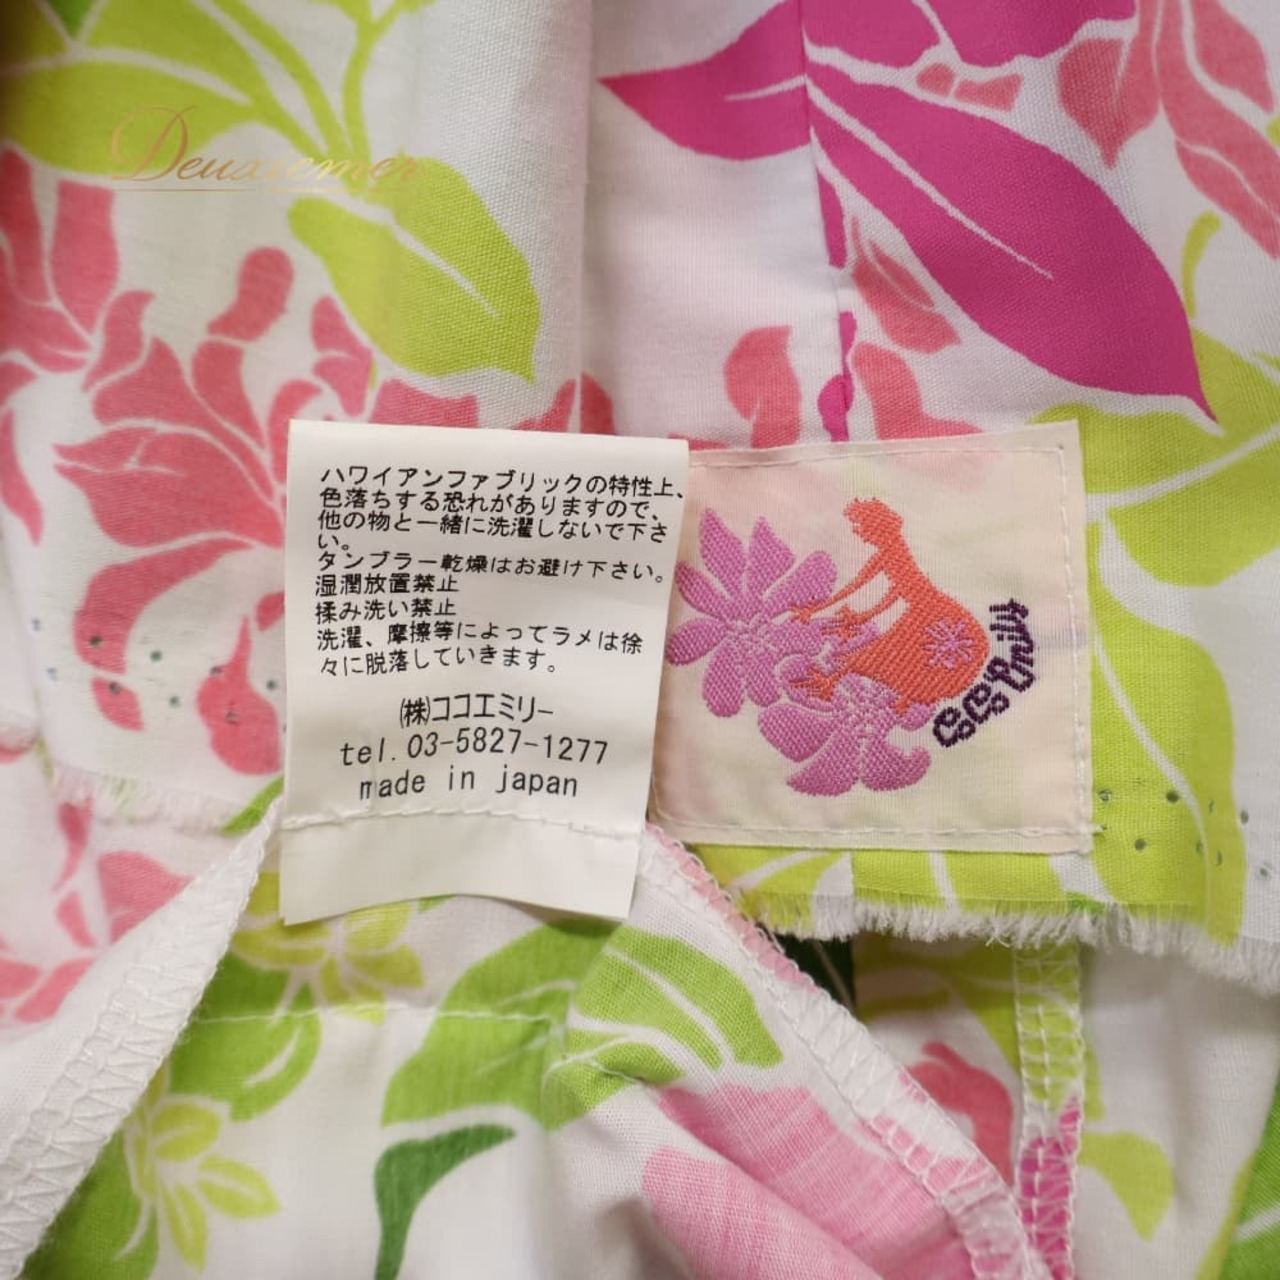 Deuxiemer
ハワイアンファブリックの特性上、
色落ちする恐れがありますので、
他の物と一緒に洗濯しないで下さ
い。
タンブラー乾燥はお避け下さい。
湿潤放置禁止
揉み洗い禁止
洗濯、摩擦等によってラメは徐
々に脱落していきます。
㈱ココエミリー
tel.03-5827-1277
made in japan
CoCo Emily